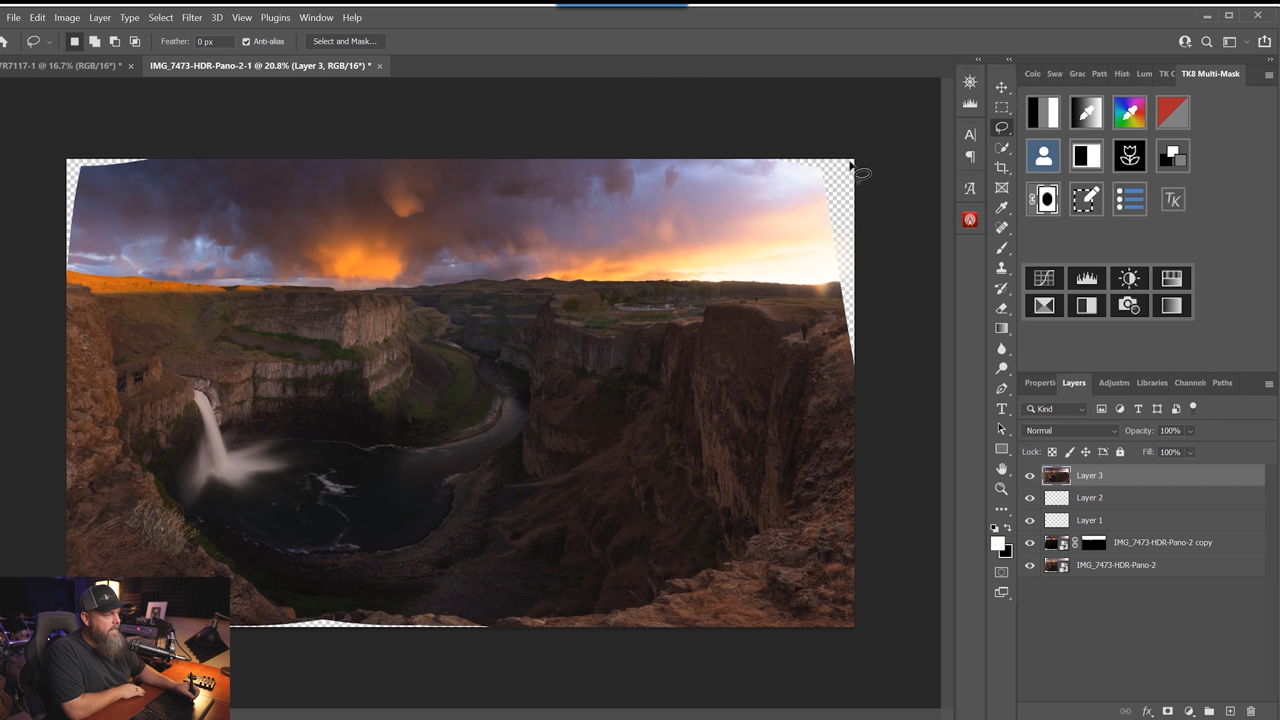 File Edit Image Layer Type Select Filter 3D View Plugins Window Help
Feather: 0 px Anti-alias Select and Mask...
7R7117-1 @ 16.7% (RGB/16*) * × IMG_7473-HDR-Pano-2-1 @ 20.8% (Layer 3, RGB/16*) * ×
Colc Swa Grac Patt Hist Lum TK C TK8 Multi-Mask
TK
Properti Layers Adjustm Libraries Channel: Paths
Kind
Normal Opacity: 100%
Lock: Fill: 100%
Layer 3
Layer 2
Layer 1
IMG_7473-HDR-Pano-2 copy
IMG_7473-HDR-Pano-2
fx